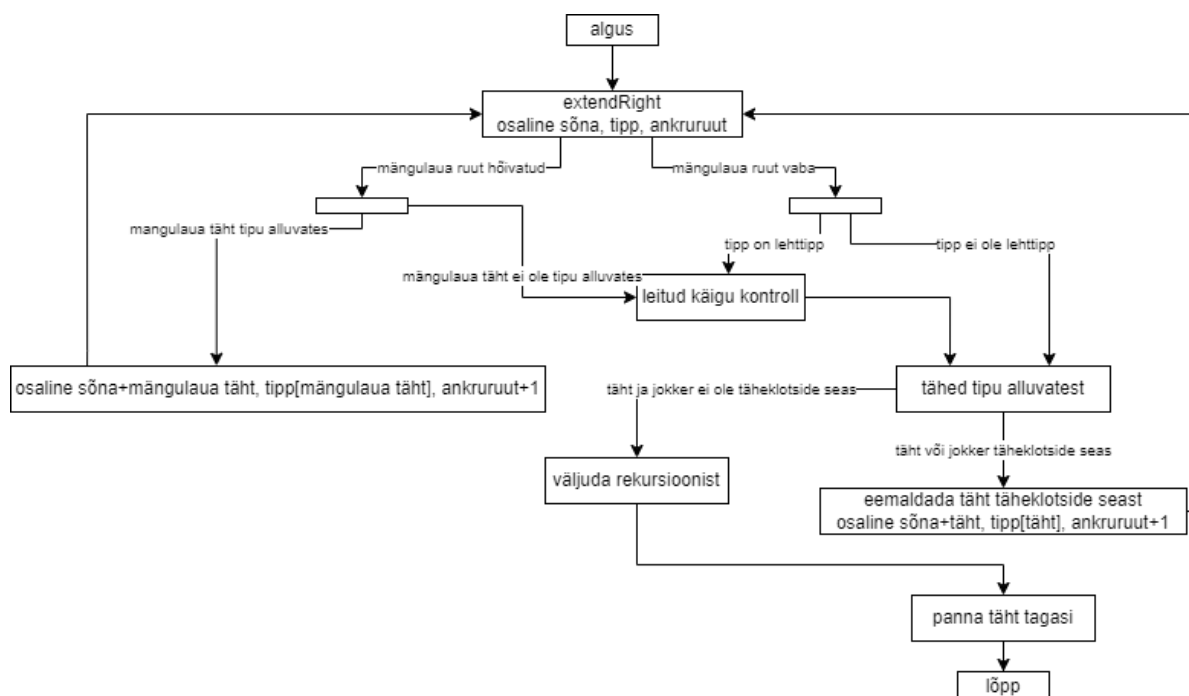 algus
extendRight
osaline sõna, tipp, ankruruut
mängulaua ruut hõivatud
mängulaua ruut vaba
mangulaua täht tipu alluvates
tipp on lehttipp
tipp ei ole lehttipp
mängulaua täht ei ole tipu alluvates
leitud käigu kontroll
osaline sõna+mängulaua täht, tipp[mängulaua täht], ankruruut+1
täht ja jokker ei ole täheklotside seas
tähed tipu alluvatest
täht või jokker täheklotside seas
väljuda rekursioonist
eemaldada täht täheklotside seast
osaline sõna+täht, tipp[täht], ankruruut+1
panna täht tagasi
lõpp